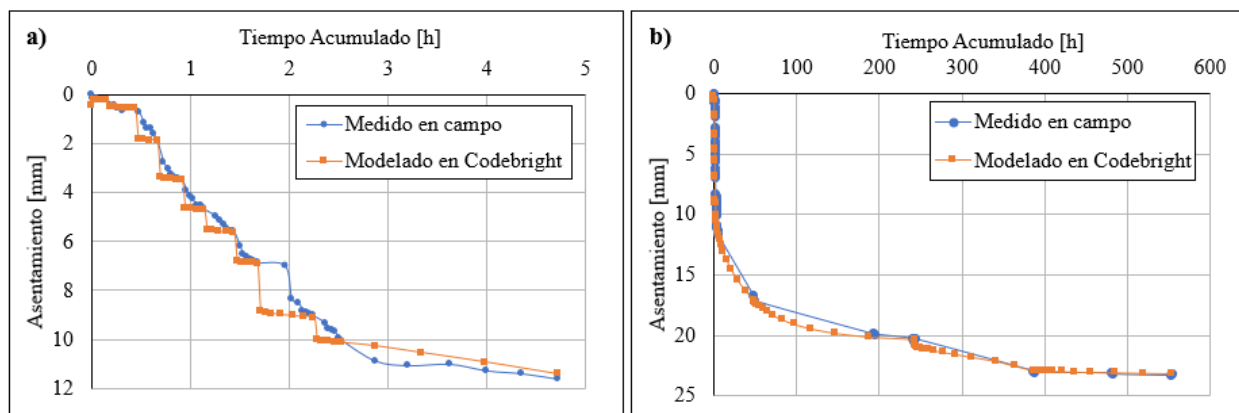 a)
Tiempo Acumulado [h]
0 1 2 3 4 5
Asentamiento [mm]
0
2
4
6
8
10
12
Medido en campo
Modelado en Codebright
b)
Tiempo Acumulado [h]
0 100 200 300 400 500 600
Asentamiento [mm]
0
5
10
15
20
25
Medido en campo
Modelado en Codebright